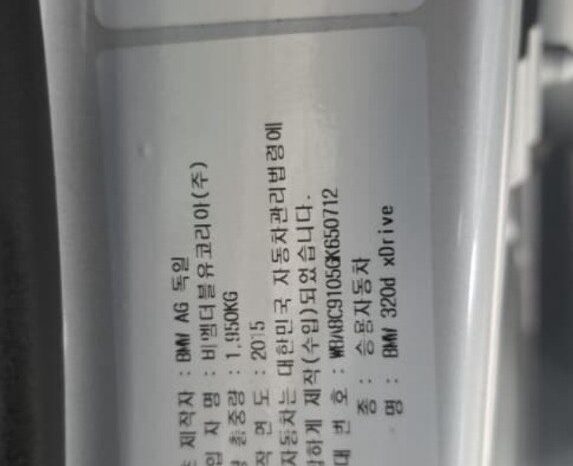 제작자 : BMW AG 독일
자 명 : 비엠더블유코리아(주)
총중량 : 1,950KG
연 도 : 2015
자동차는 대한민국 자동차관리법령에
하게 제작(수입)되었습니다.
대 번 호 : WBA8C9105GK650712
종 : 승용자동차
명 : BMW 320d xDrive